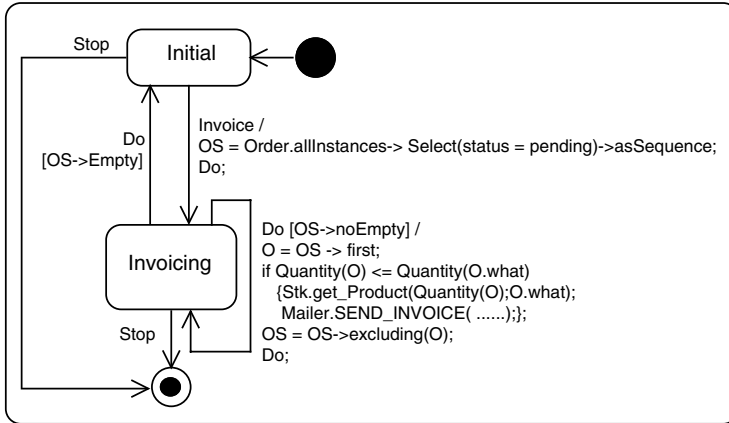 Stop
Initial
Do
[OS->Empty]
Invoice /
OS = Order.allInstances-> Select(status = pending)->asSequence;
Do;
Invoicing
Do [OS->noEmpty] /
O = OS -> first;
if Quantity(O) <= Quantity(O.what)
{Stk.get_Product(Quantity(O);O.what);
Mailer.SEND_INVOICE( ......);};
OS = OS->excluding(O);
Do;
Stop